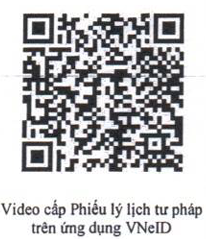 Video cấp Phiếu lý lịch tư pháp
trên ứng dụng VNeID